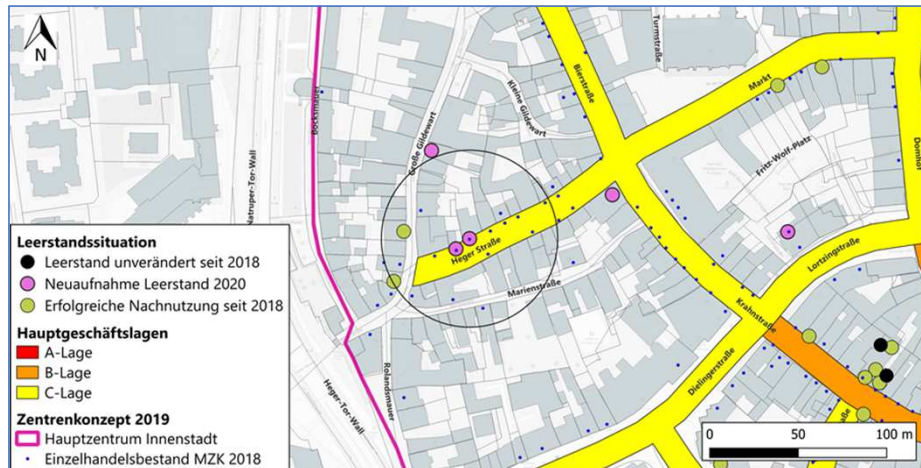 N
Turmstraße
Bierstraße
Markt
Kleine Gildewart
Große Gildewart
Bocksmauer
Natruper-Tor-Wall
Fritz-Wolf-Platz
Domhof
Lortzingstraße
Heger Straße
Marienstraße
Krahnstraße
Dielingerstraße
Rolandsmauer
Heger-Tor-Wall
Leerstandssituation
Leerstand unverändert seit 2018
Neuaufnahme Leerstand 2020
Erfolgreiche Nachnutzung seit 2018
Hauptgeschäftslagen
A-Lage
B-Lage
C-Lage
Zentrenkonzept 2019
Hauptzentrum Innenstadt
Einzelhandelsbestand MZK 2018
0 50 100 m